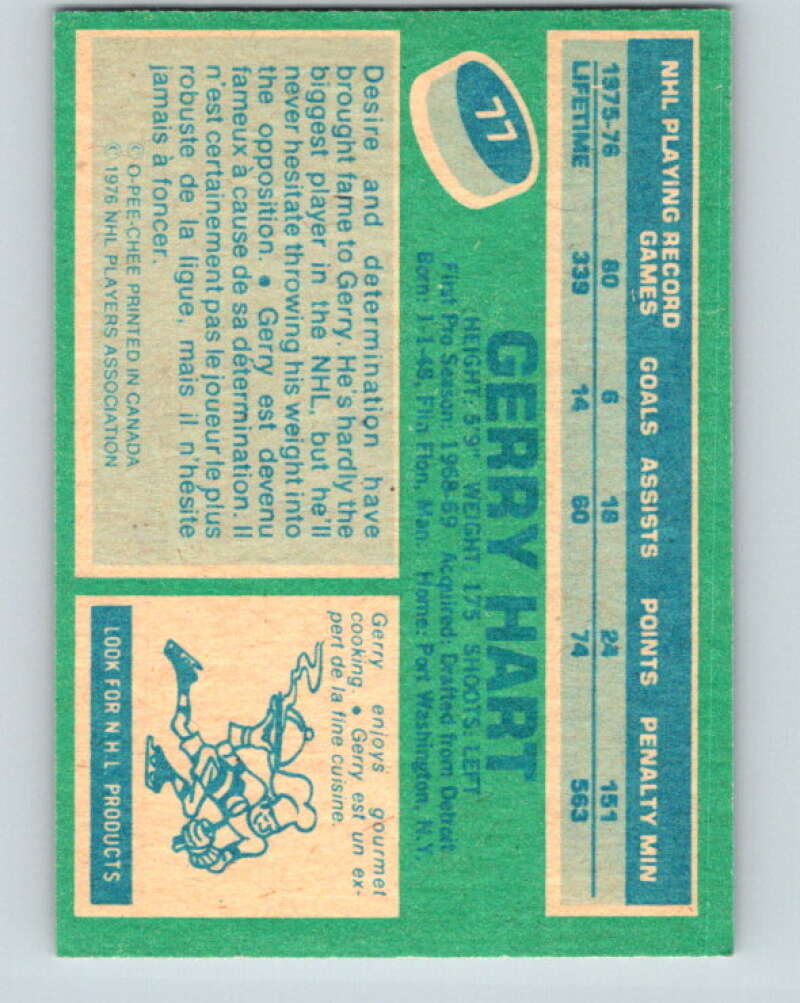 NHL PLAYING RECORD
GAMES GOALS ASSISTS POINTS PENALTY MIN
1975-76 80 6 18 24 151
LIFETIME 339 14 60 74 563
77
GERRY HART
(HEIGHT: 5'9" WEIGHT 175 SHOOTS: LEFT
First Pro Season: 1968-69 Acquired: Drafted from Detroit
Born: 1-1-48, Flin Flon, Man. Home: Port Washington, N.Y.
Desire and determination have
brought fame to Gerry. He's hardly the
biggest player in the NHL, but he'll
never hesitate throwing his weight into
the opposition. • Gerry est devenu
fameux à cause de sa détermination. Il
n'est certainement pas le joueur le plus
robuste de la ligue, mais il n'hésite
jamais à foncer.
© O-PEE-CHEE PRINTED IN CANADA
© 1976 NHL PLAYERS ASSOCIATION
Gerry enjoys gourmet
cooking. • Gerry est un ex-
pert de la fine cuisine.
LOOK FOR N.H.L. PRODUCTS